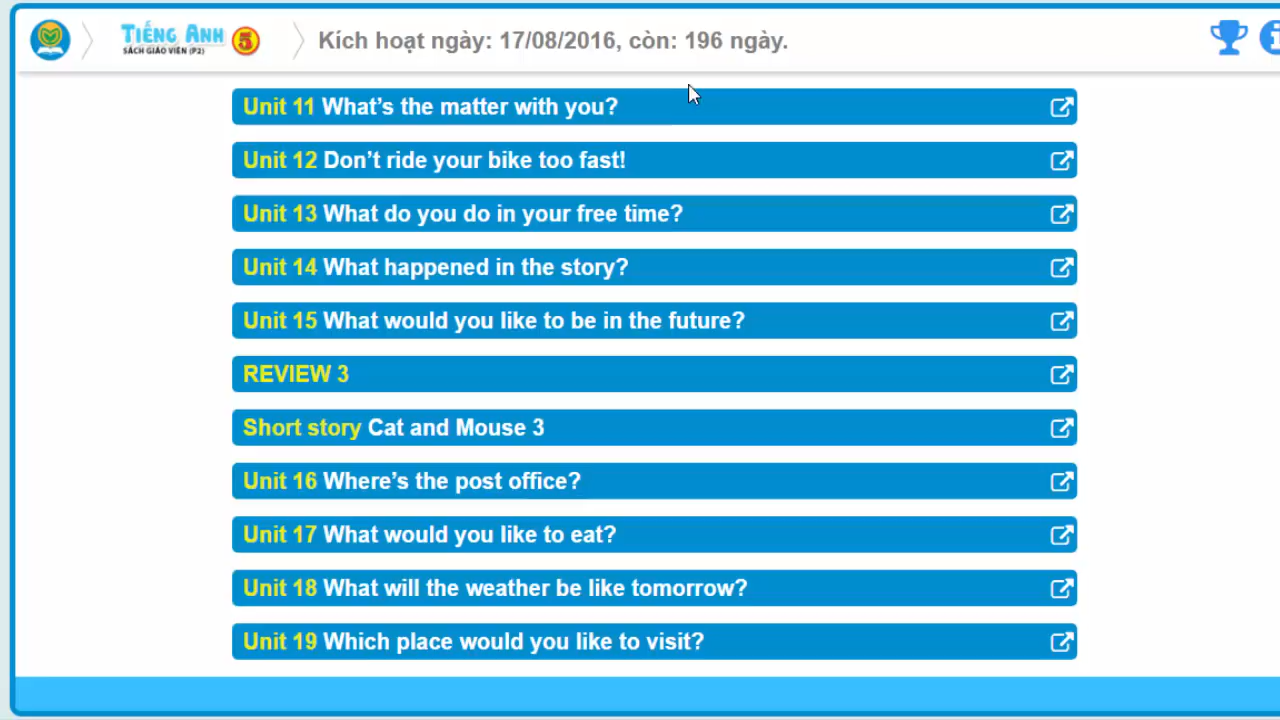 TIẾNG ANH 5
SÁCH GIÁO VIÊN (P2)
Kích hoạt ngày: 17/08/2016, còn: 196 ngày.
Unit 11 What’s the matter with you?
Unit 12 Don’t ride your bike too fast!
Unit 13 What do you do in your free time?
Unit 14 What happened in the story?
Unit 15 What would you like to be in the future?
REVIEW 3
Short story Cat and Mouse 3
Unit 16 Where’s the post office?
Unit 17 What would you like to eat?
Unit 18 What will the weather be like tomorrow?
Unit 19 Which place would you like to visit?